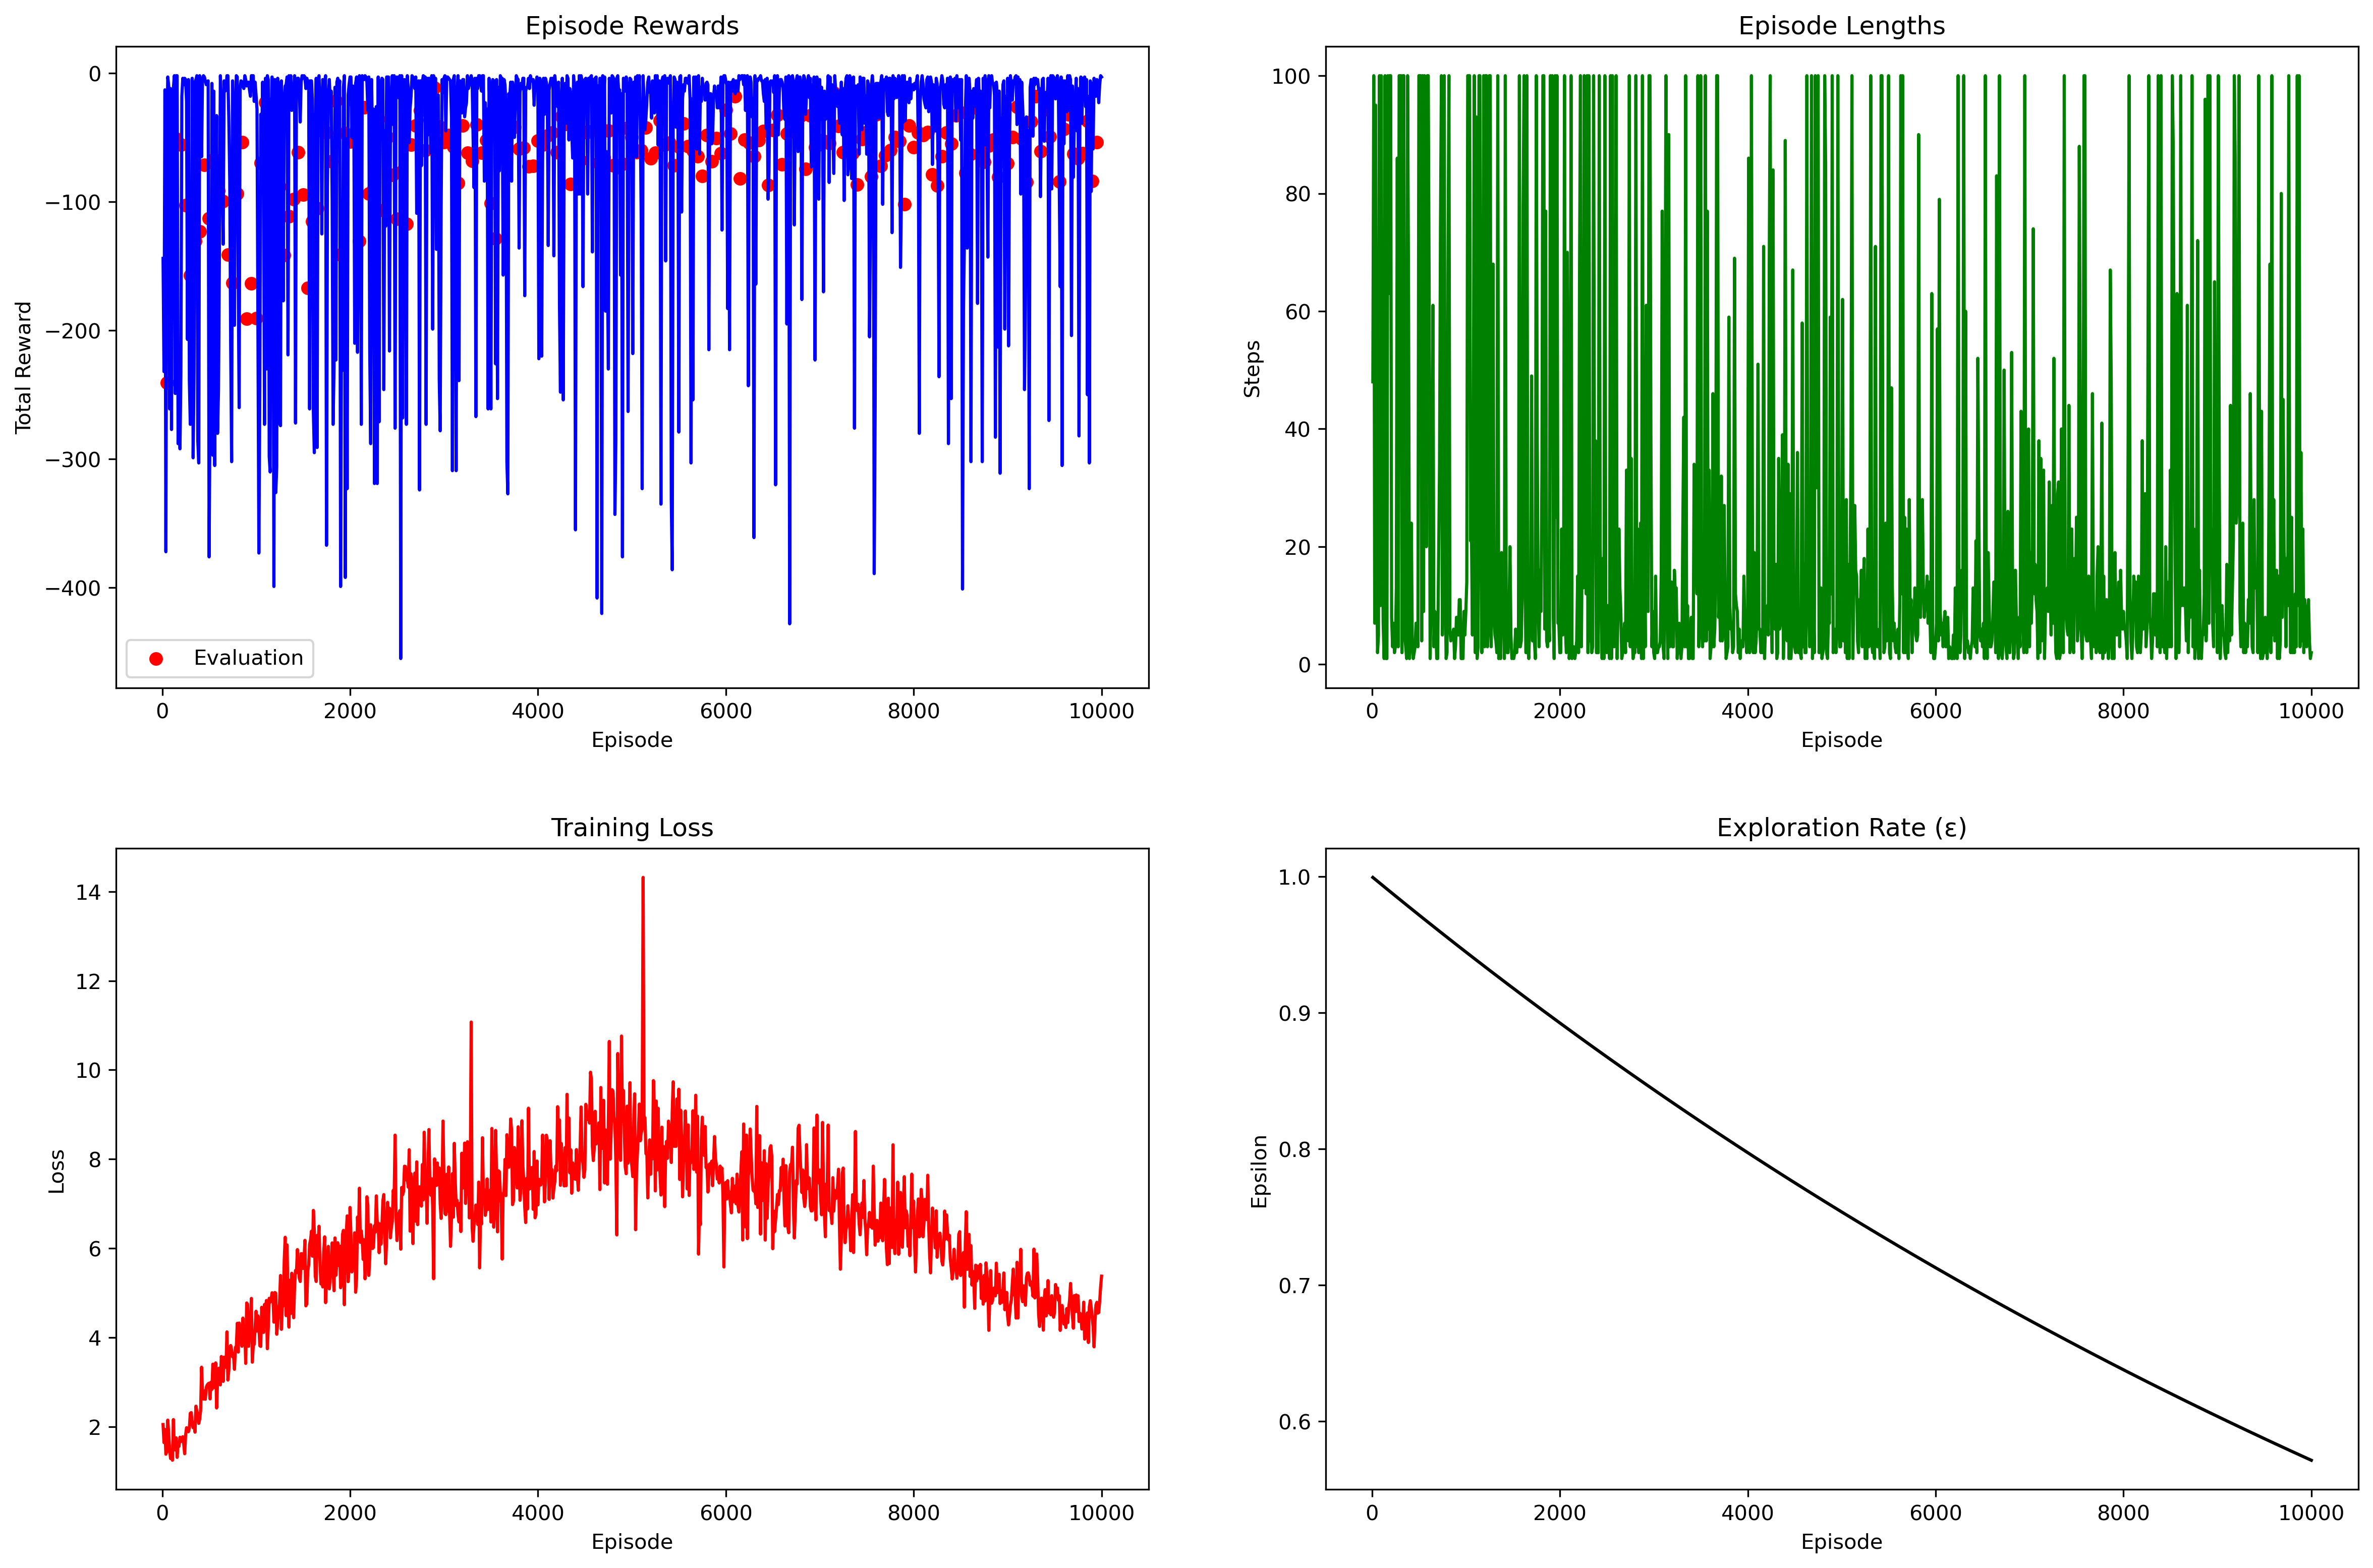 Episode Rewards
Total Reward
0
−100
−200
−300
−400
Evaluation
0 2000 4000 6000 8000 10000
Episode
Episode Lengths
Steps
100
80
60
40
20
0
0 2000 4000 6000 8000 10000
Episode
Training Loss
Loss
14
12
10
8
6
4
2
0 2000 4000 6000 8000 10000
Episode
Exploration Rate (ε)
Epsilon
1.0
0.9
0.8
0.7
0.6
0 2000 4000 6000 8000 10000
Episode